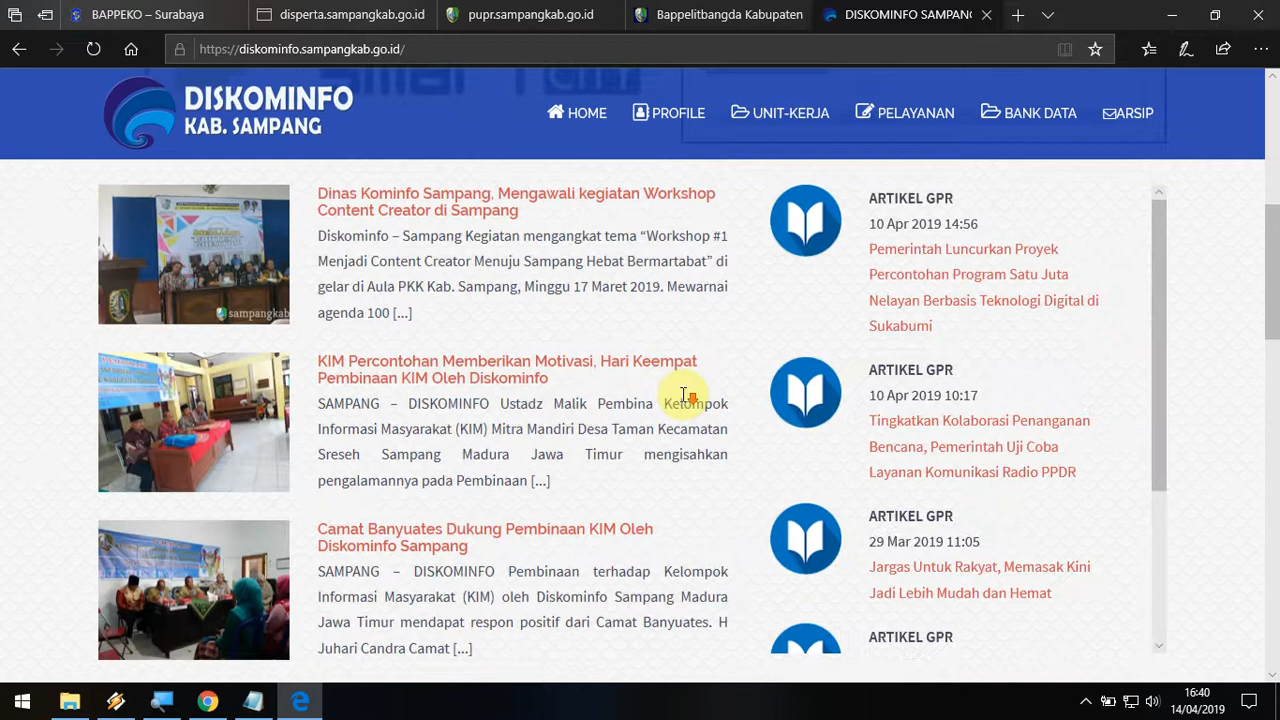 BAPPEKO – Surabaya
disperta.sampangkab.go.id
pupr.sampangkab.go.id
Bappelitbangda Kabupaten
DISKOMINFO SAMPANG
https://diskominfo.sampangkab.go.id/
DISKOMINFO
KAB. SAMPANG
HOME
PROFILE
UNIT-KERJA
PELAYANAN
BANK DATA
ARSIP
Dinas Kominfo Sampang, Mengawali kegiatan Workshop
Content Creator di Sampang
Diskominfo – Sampang Kegiatan mengangkat tema “Workshop #1
Menjadi Content Creator Menuju Sampang Hebat Bermartabat” di
gelar di Aula PKK Kab. Sampang, Minggu 17 Maret 2019. Mewarnai
agenda 100 [...]
sampangkab
KIM Percontohan Memberikan Motivasi, Hari Keempat
Pembinaan KIM Oleh Diskominfo
SAMPANG – DISKOMINFO Ustadz Malik Pembina Kelompok
Informasi Masyarakat (KIM) Mitra Mandiri Desa Taman Kecamatan
Sreseh Sampang Madura Jawa Timur mengisahkan
pengalamannya pada Pembinaan [...]
Camat Banyuates Dukung Pembinaan KIM Oleh
Diskominfo Sampang
SAMPANG – DISKOMINFO Pembinaan terhadap Kelompok
Informasi Masyarakat (KIM) oleh Diskominfo Sampang Madura
Jawa Timur mendapat respon positif dari Camat Banyuates. H
Juhari Candra Camat [...]
ARTIKEL GPR
10 Apr 2019 14:56
Pemerintah Luncurkan Proyek
Percontohan Program Satu Juta
Nelayan Berbasis Teknologi Digital di
Sukabumi
ARTIKEL GPR
10 Apr 2019 10:17
Tingkatkan Kolaborasi Penanganan
Bencana, Pemerintah Uji Coba
Layanan Komunikasi Radio PPDR
ARTIKEL GPR
29 Mar 2019 11:05
Jargas Untuk Rakyat, Memasak Kini
Jadi Lebih Mudah dan Hemat
ARTIKEL GPR
16:40
14/04/2019